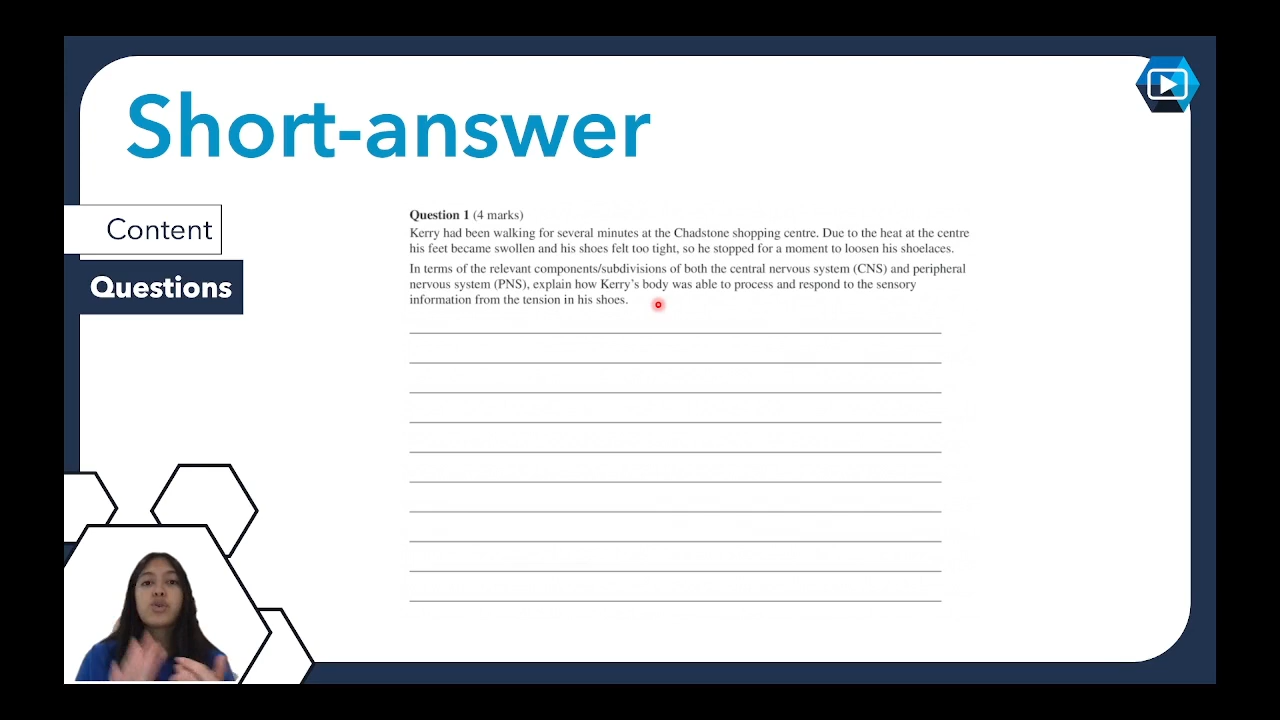 Short-answer
Content
Questions
Question 1 (4 marks)
Kerry had been walking for several minutes at the Chadstone shopping centre. Due to the heat at the centre
his feet became swollen and his shoes felt too tight, so he stopped for a moment to loosen his shoelaces.
In terms of the relevant components/subdivisions of both the central nervous system (CNS) and peripheral
nervous system (PNS), explain how Kerry's body was able to process and respond to the sensory
information from the tension in his shoes.